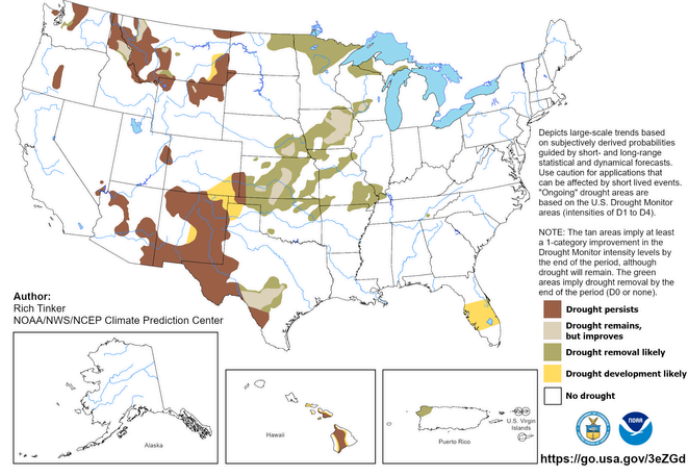 Depicts large-scale trends based
on subjectively derived probabilities
guided by short- and long-range
statistical and dynamical forecasts.
Use caution for applications that
can be affected by short lived events.
"Ongoing" drought areas are
based on the U.S. Drought Monitor
areas (intensities of D1 to D4).
NOTE: The tan areas imply at least
a 1-category improvement in the
Drought Monitor intensity levels by
the end of the period, although
drought will remain. The green
areas imply drought removal by the
end of the period (D0 or none).
Author:
Rich Tinker
NOAA/NWS/NCEP Climate Prediction Center
Drought persists
Drought remains,
but improves
Drought removal likely
Drought development likely
No drought
Alaska
Hawaii
Puerto Rico
U.S. Virgin
Islands
NOAA
https://go.usa.gov/3eZGd